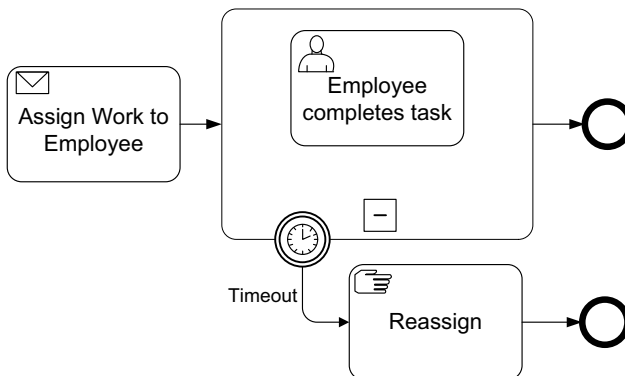 Assign Work to
Employee
Employee
completes task
Timeout
Reassign